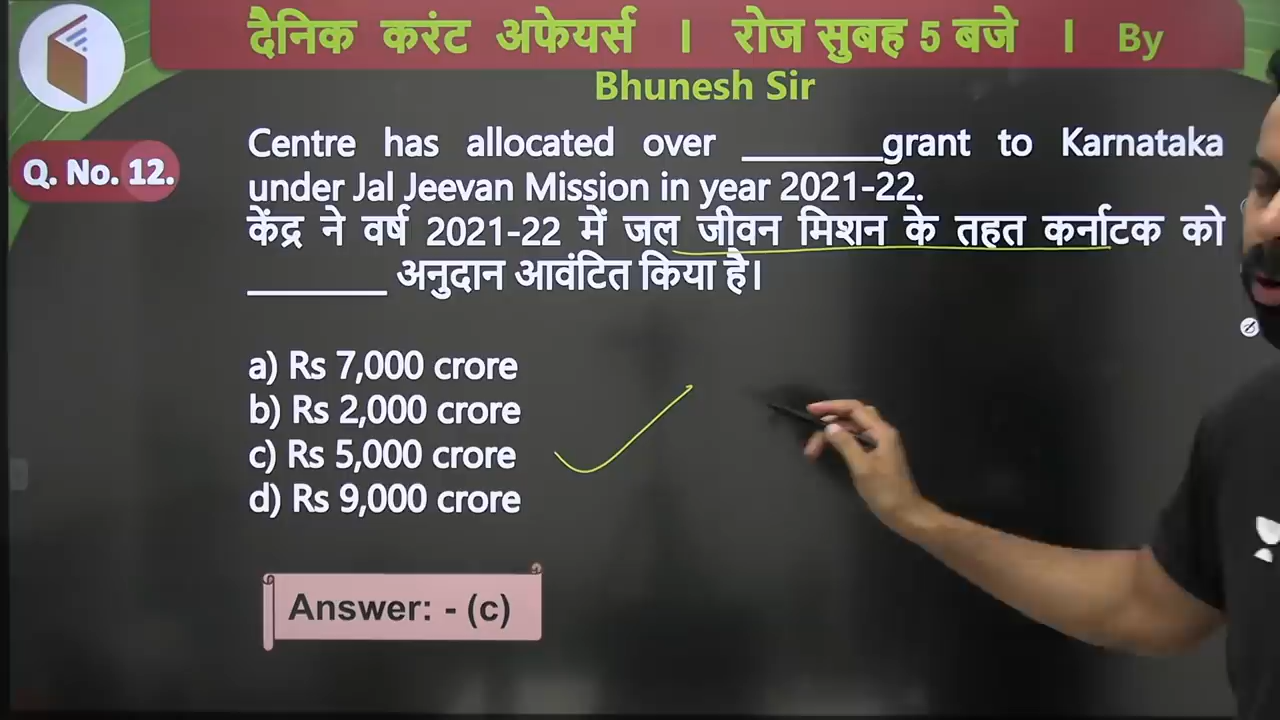 दैनिक करंट अफेयर्स । रोज सुबह 5 बजे । By
Bhunesh Sir
Q. No. 12.
Centre has allocated over ________grant to Karnataka
under Jal Jeevan Mission in year 2021-22.
केंद्र ने वर्ष 2021-22 में जल जीवन मिशन के तहत कर्नाटक को
________ अनुदान आवंटित किया है।
a) Rs 7,000 crore
b) Rs 2,000 crore
c) Rs 5,000 crore
d) Rs 9,000 crore
Answer: - (c)